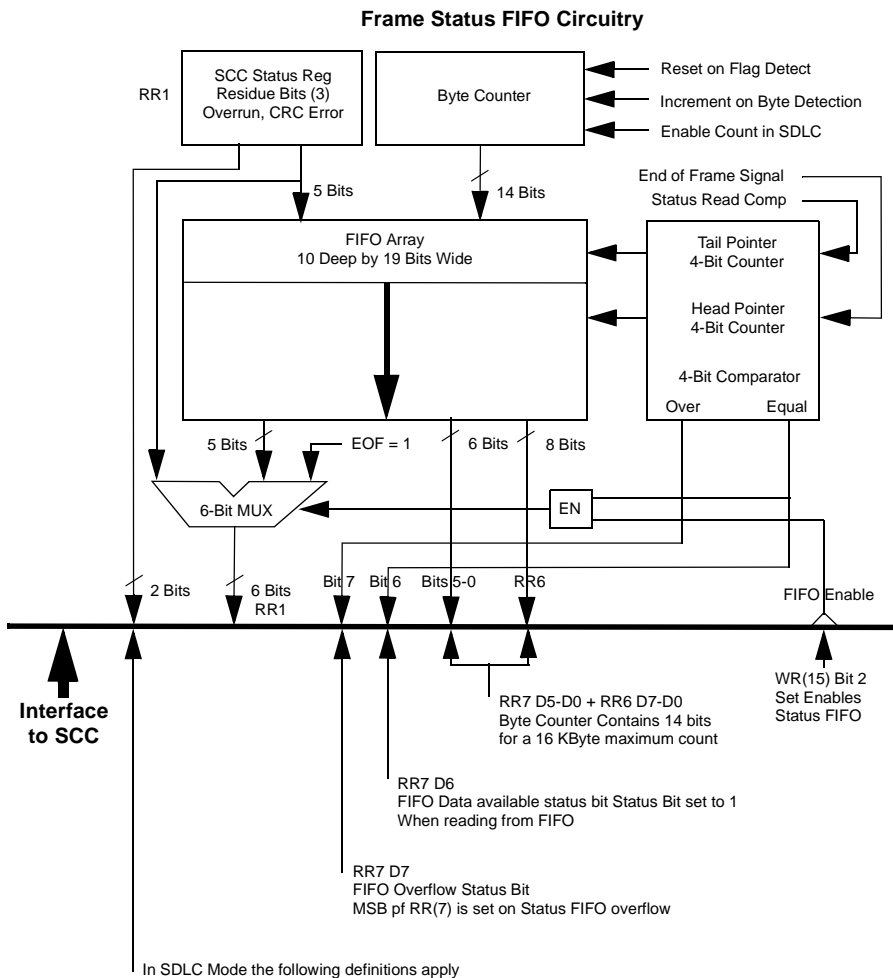 Frame Status FIFO Circuitry
RR1
SCC Status Reg
Residue Bits (3)
Overrun, CRC Error
Byte Counter
Reset on Flag Detect
Increment on Byte Detection
Enable Count in SDLC
5 Bits
14 Bits
End of Frame Signal
Status Read Comp
FIFO Array
10 Deep by 19 Bits Wide
Tail Pointer
4-Bit Counter
Head Pointer
4-Bit Counter
4-Bit Comparator
Over
Equal
5 Bits
EOF = 1
6 Bits
8 Bits
6-Bit MUX
EN
2 Bits
6 Bits
RR1
Bit 7
Bit 6
Bits 5-0
RR6
FIFO Enable
Interface
to SCC
WR(15) Bit 2
Set Enables
Status FIFO
RR7 D5-D0 + RR6 D7-D0
Byte Counter Contains 14 bits
for a 16 KByte maximum count
RR7 D6
FIFO Data available status bit Status Bit set to 1
When reading from FIFO
RR7 D7
FIFO Overflow Status Bit
MSB pf RR(7) is set on Status FIFO overflow
In SDLC Mode the following definitions apply